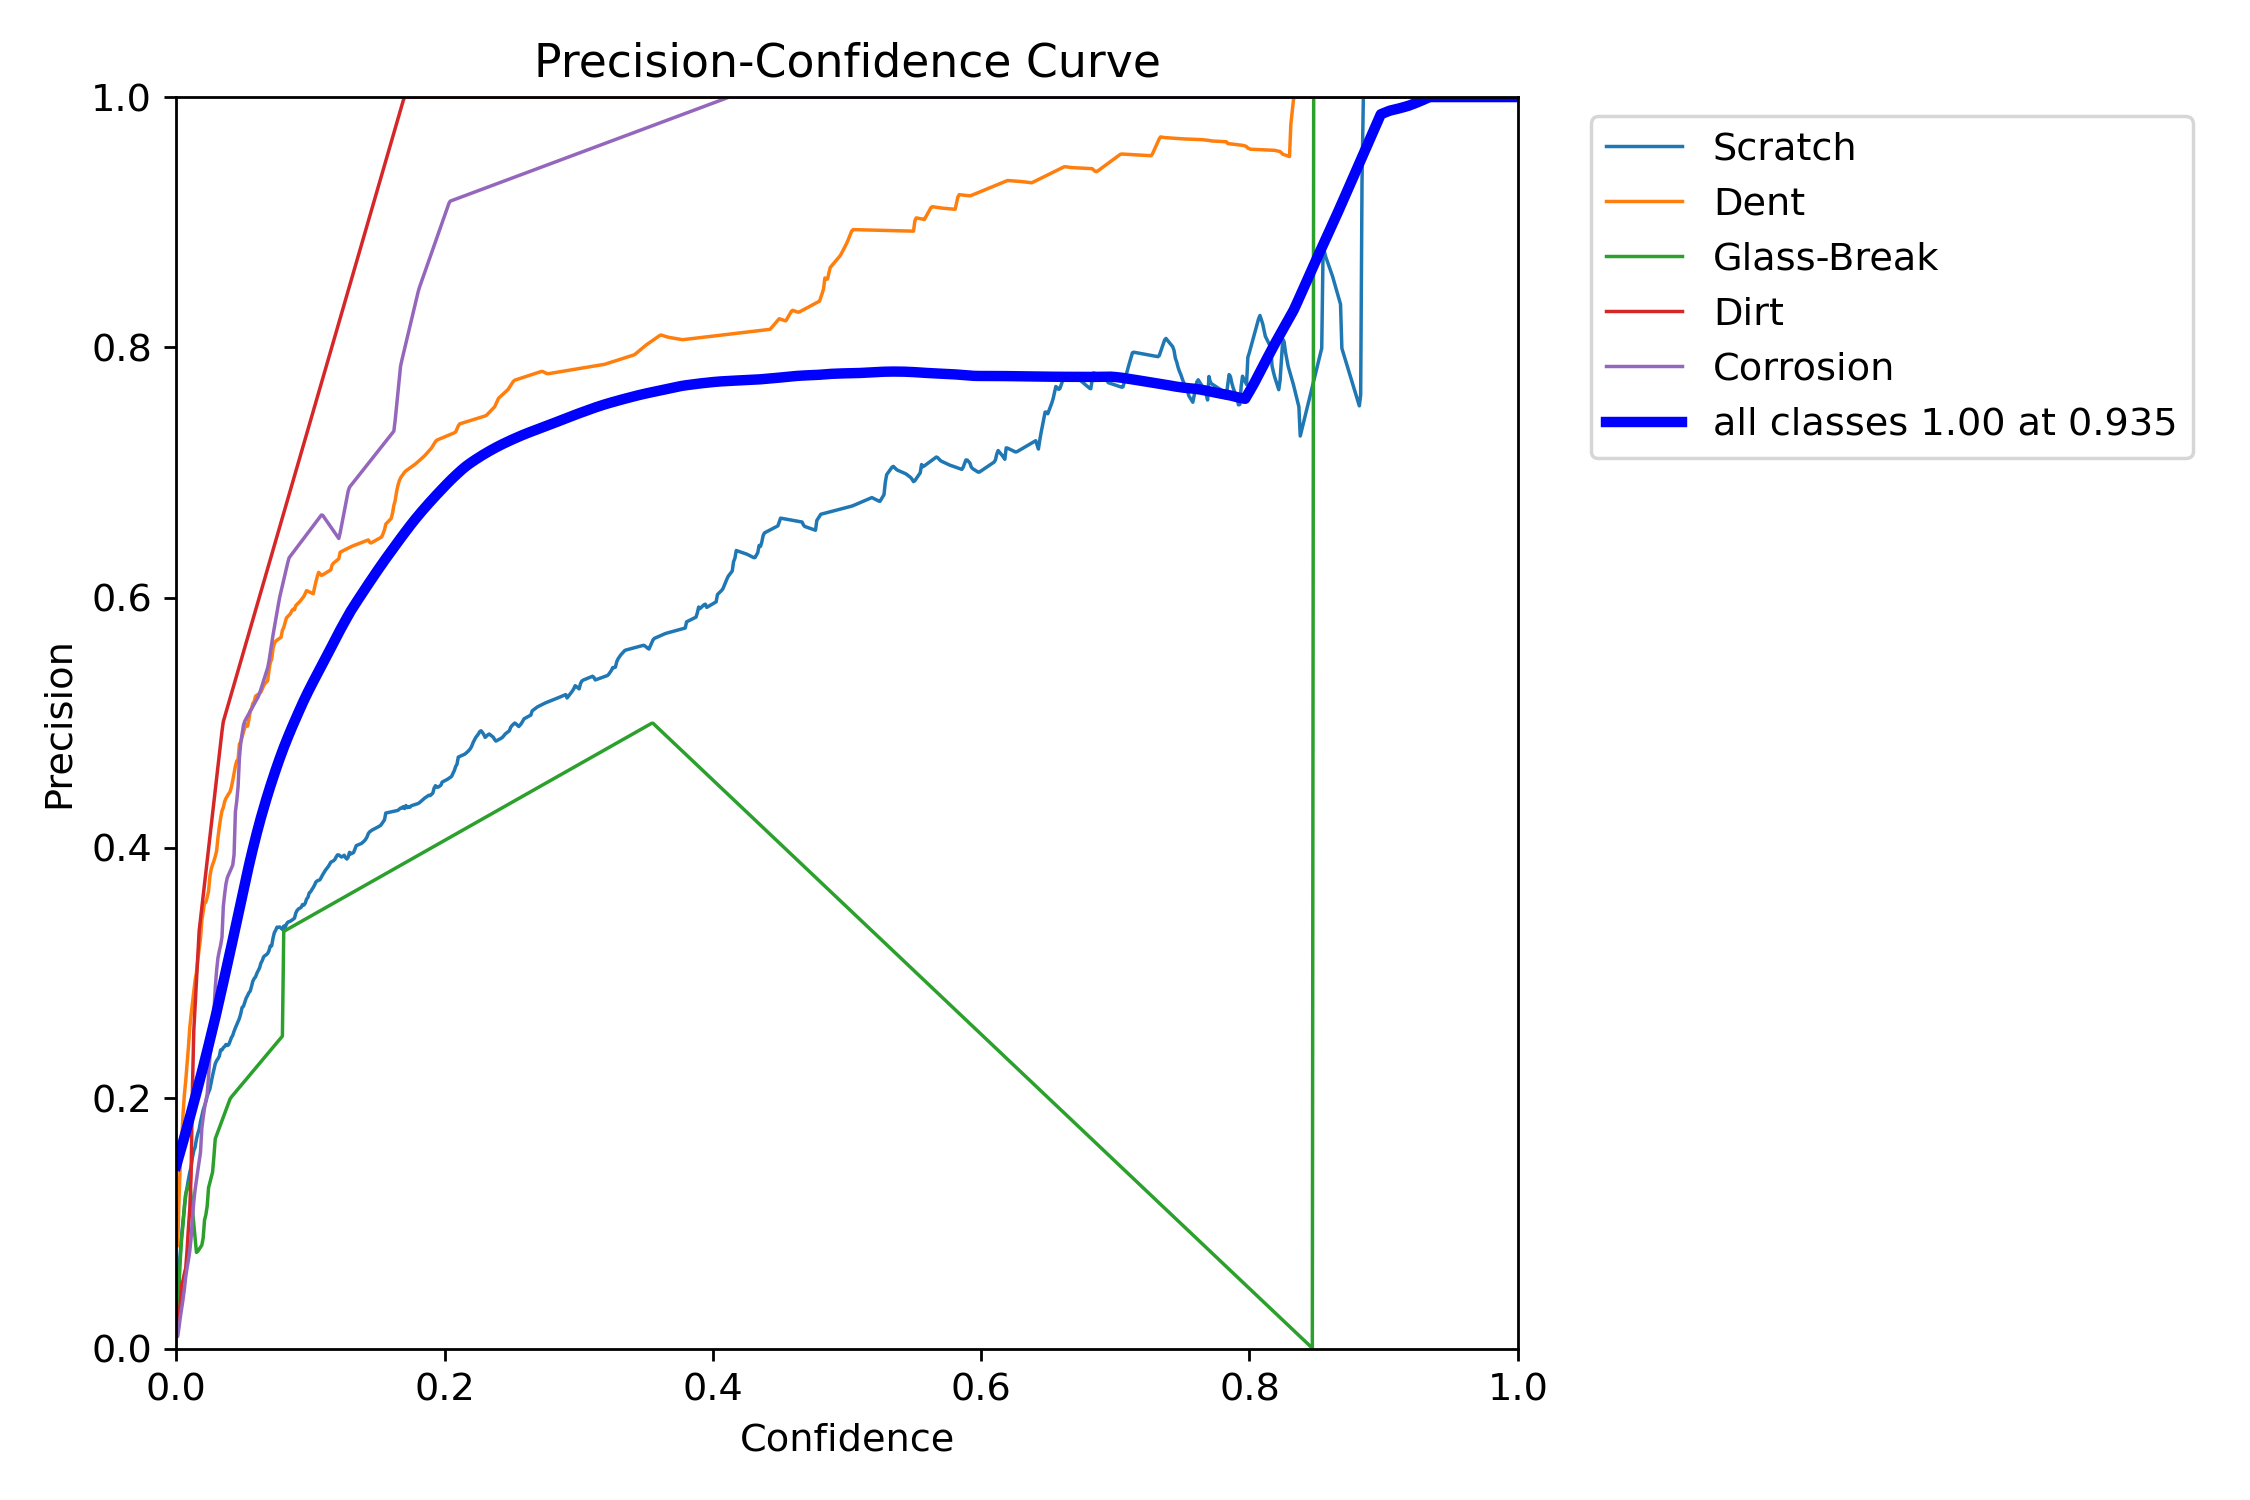 Precision-Confidence Curve
1.0
0.8
0.6
0.4
0.2
0.0
Precision
0.0 0.2 0.4 0.6 0.8 1.0
Confidence
Scratch
Dent
Glass-Break
Dirt
Corrosion
all classes 1.00 at 0.935